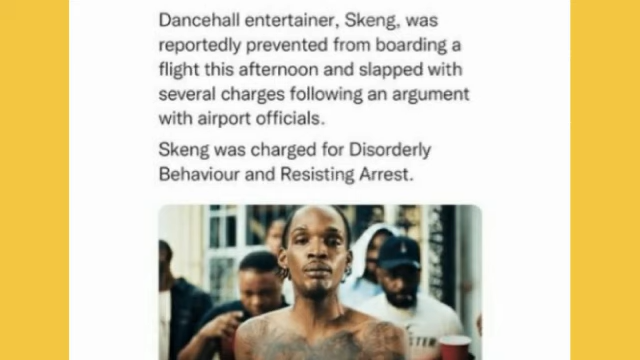 Dancehall entertainer, Skeng, was
reportedly prevented from boarding a
flight this afternoon and slapped with
several charges following an argument
with airport officials.
Skeng was charged for Disorderly
Behaviour and Resisting Arrest.